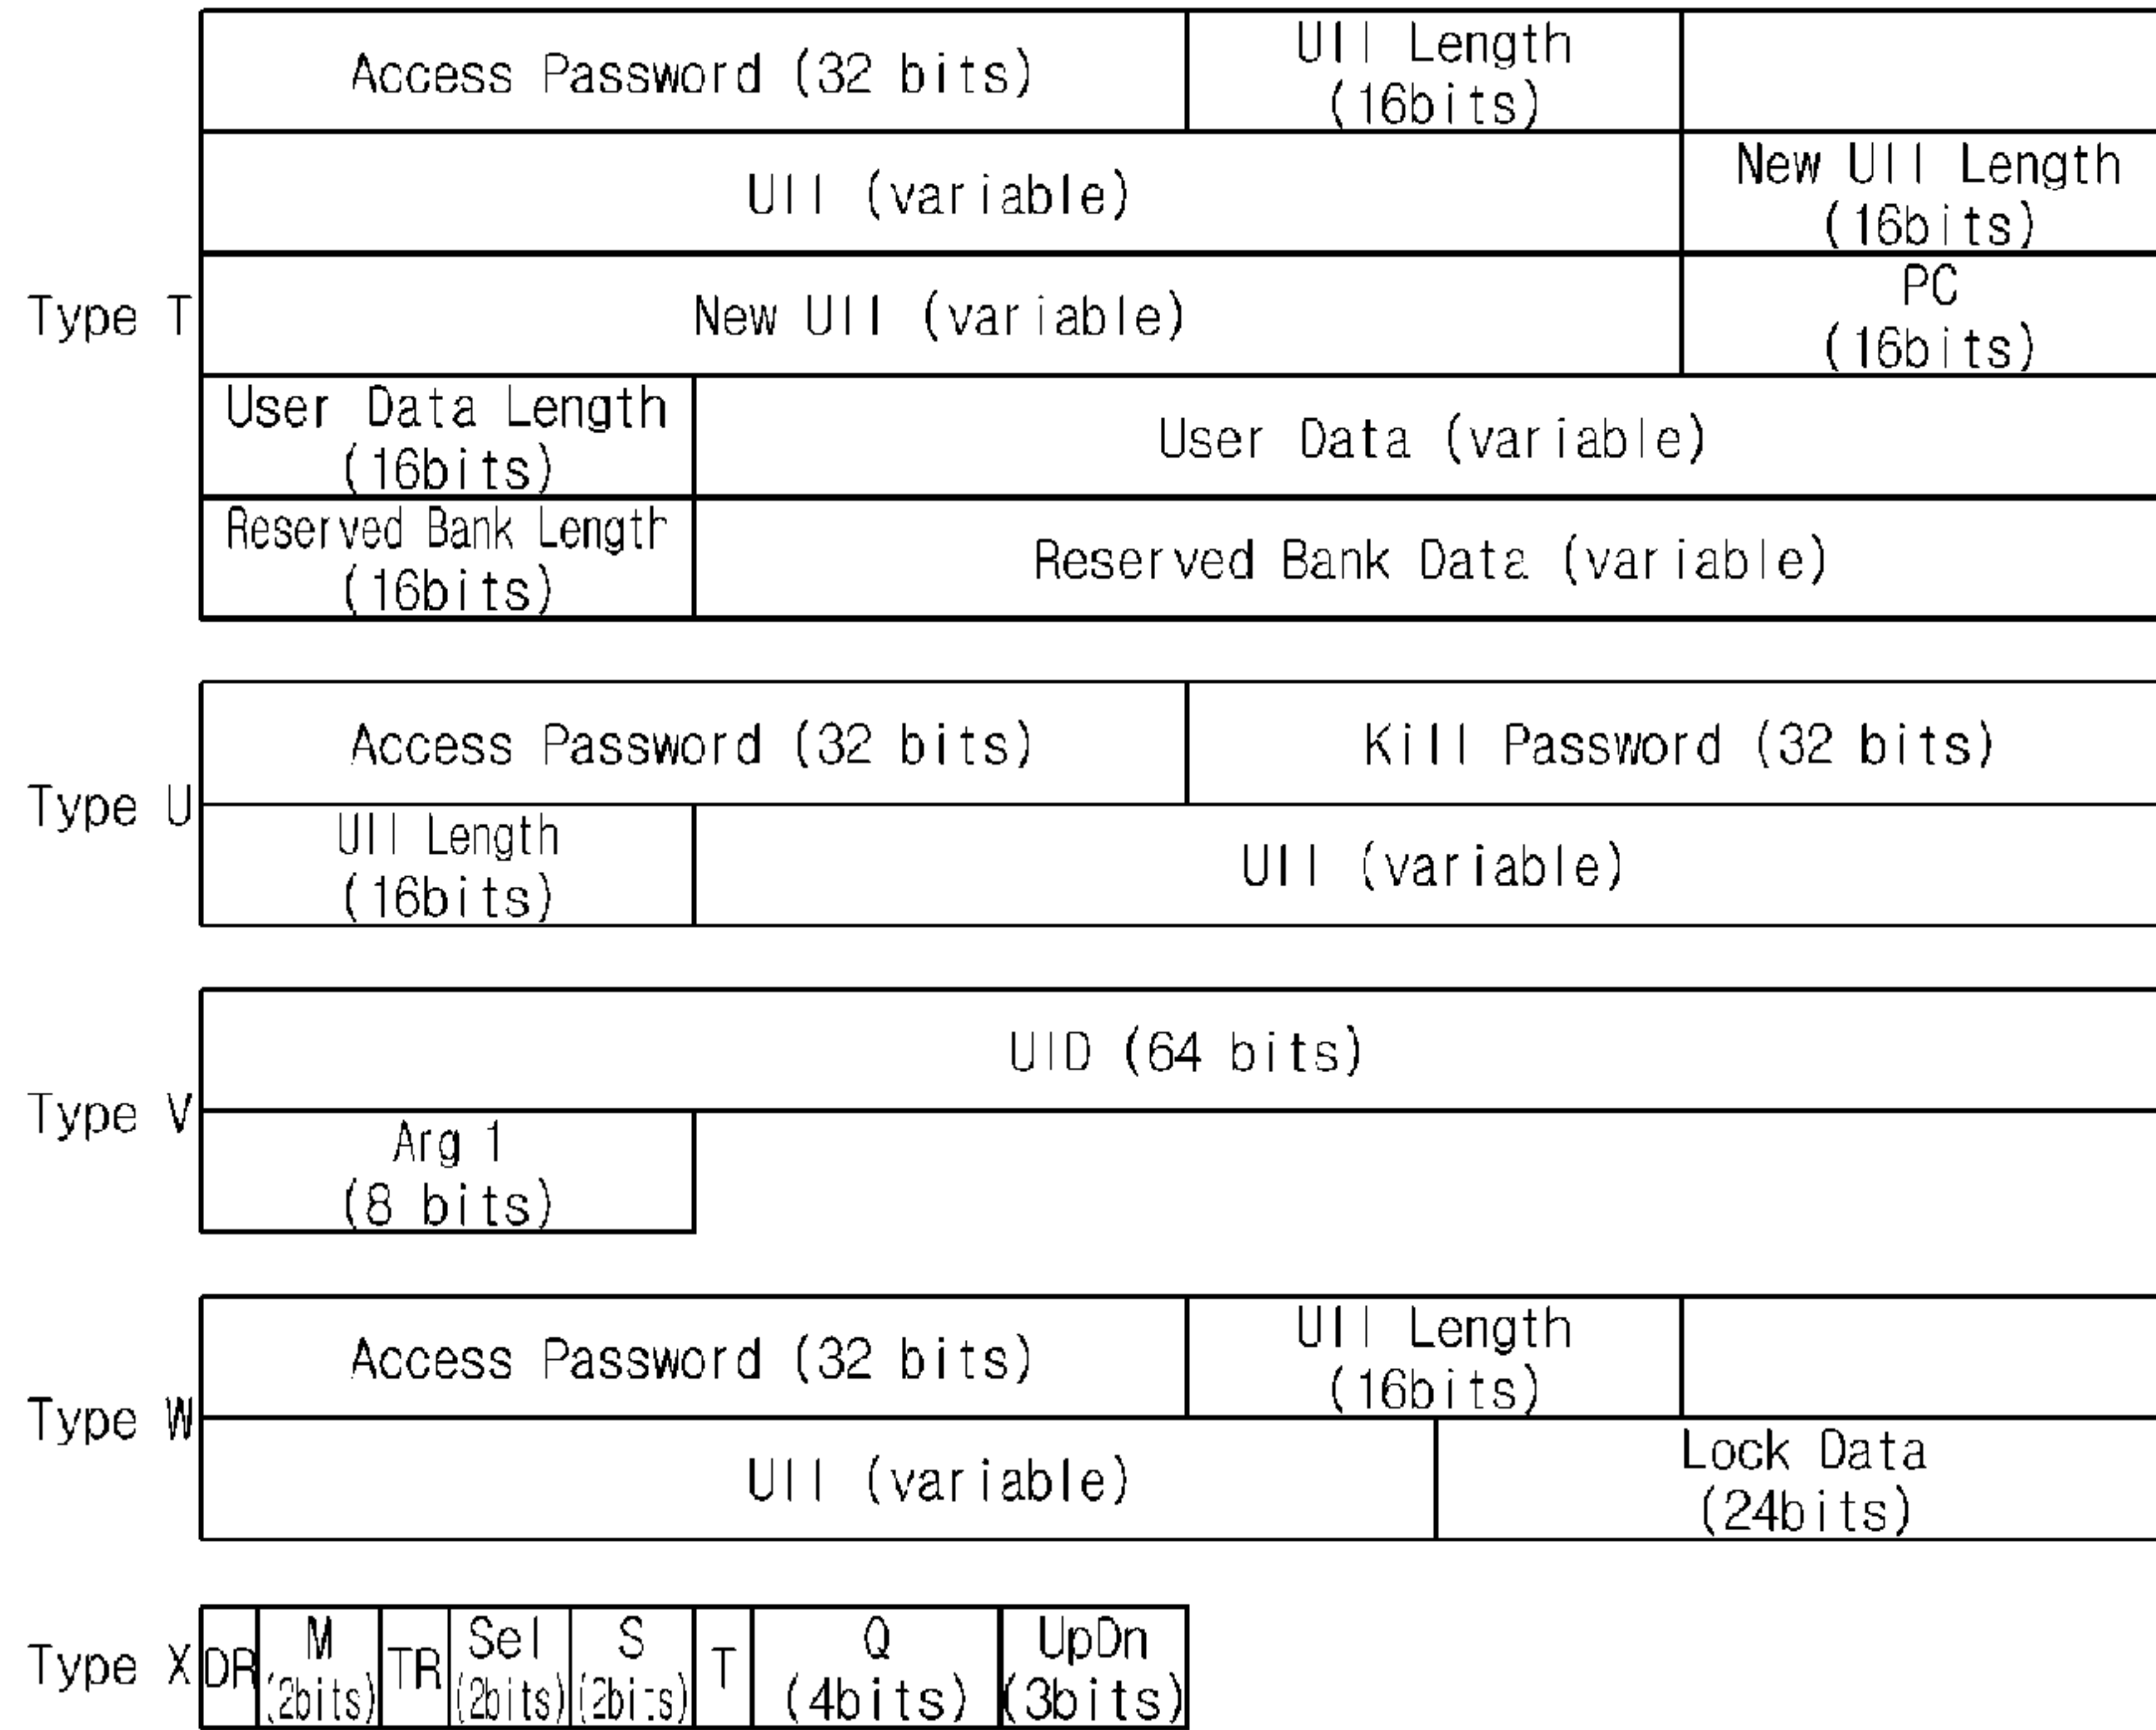 Access Password (32 bits)
UII Length
(16bits)
UII (variable)
New UII Length
(16bits)
Type T
New UII (variable)
PC
(16bits)
User Data Length
(16bits)
User Data (variable)
Reserved Bank Length
(16bits)
Reserved Bank Data (variable)
Type U
Access Password (32 bits)
Kill Password (32 bits)
UII Length
(16bits)
UII (variable)
Type V
UID (64 bits)
Arg 1
(8 bits)
Type W
Access Password (32 bits)
UII Length
(16bits)
UII (variable)
Lock Data
(24bits)
Type X
DR
M
(2bits)
TR
Sel
(2bits)
S
(2bits)
T
Q
(4bits)
UpDn
(3bits)